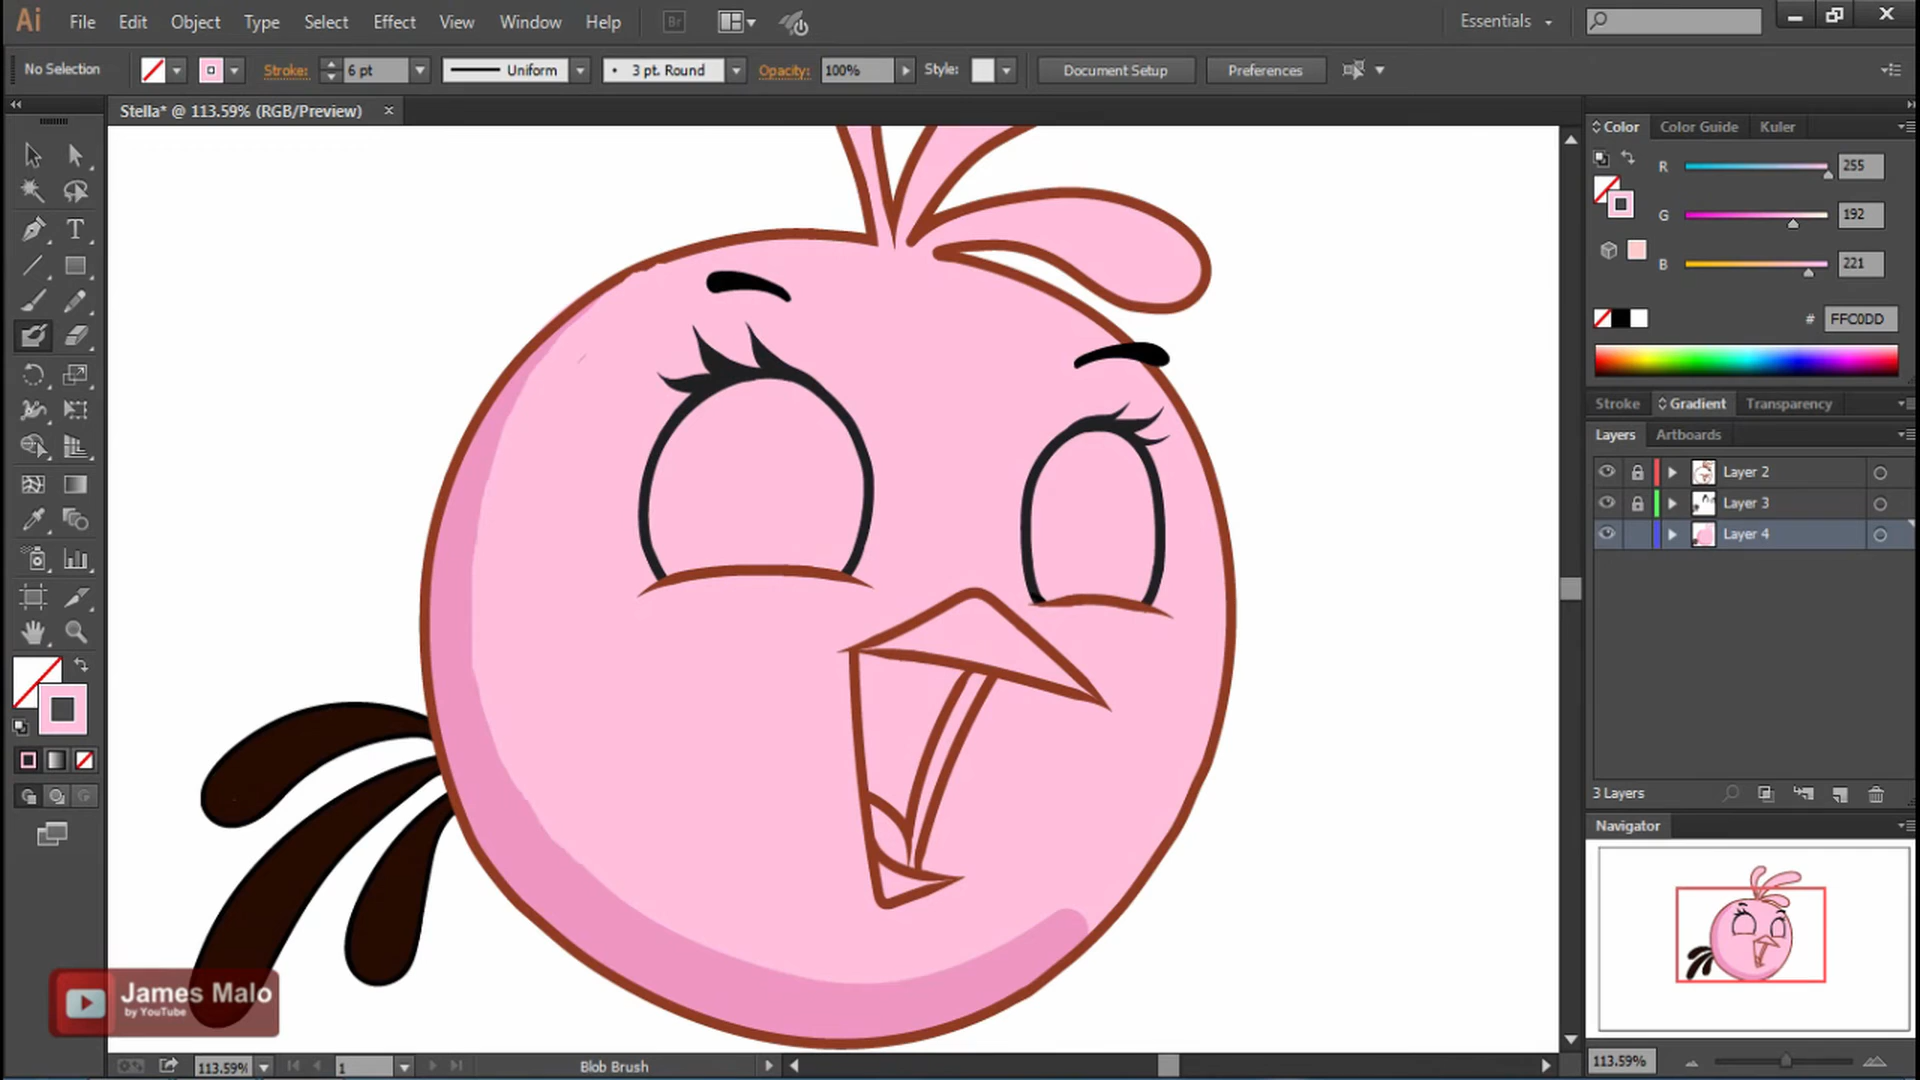 Ai File Edit Object Type Select Effect View Window Help Br Essentials
No Selection Stroke: 6 pt Uniform 3 pt. Round Opacity: 100% Style: Document Setup Preferences
Stella* @ 113.59% (RGB/Preview)
Color Color Guide Kuler
R 255
G 192
B 221
# FFC0DD
Stroke Gradient Transparency
Layers Artboards
Layer 2
Layer 3
Layer 4
3 Layers
Navigator
James Malo
by YouTube
113.59% 1 Blob Brush
113.59%